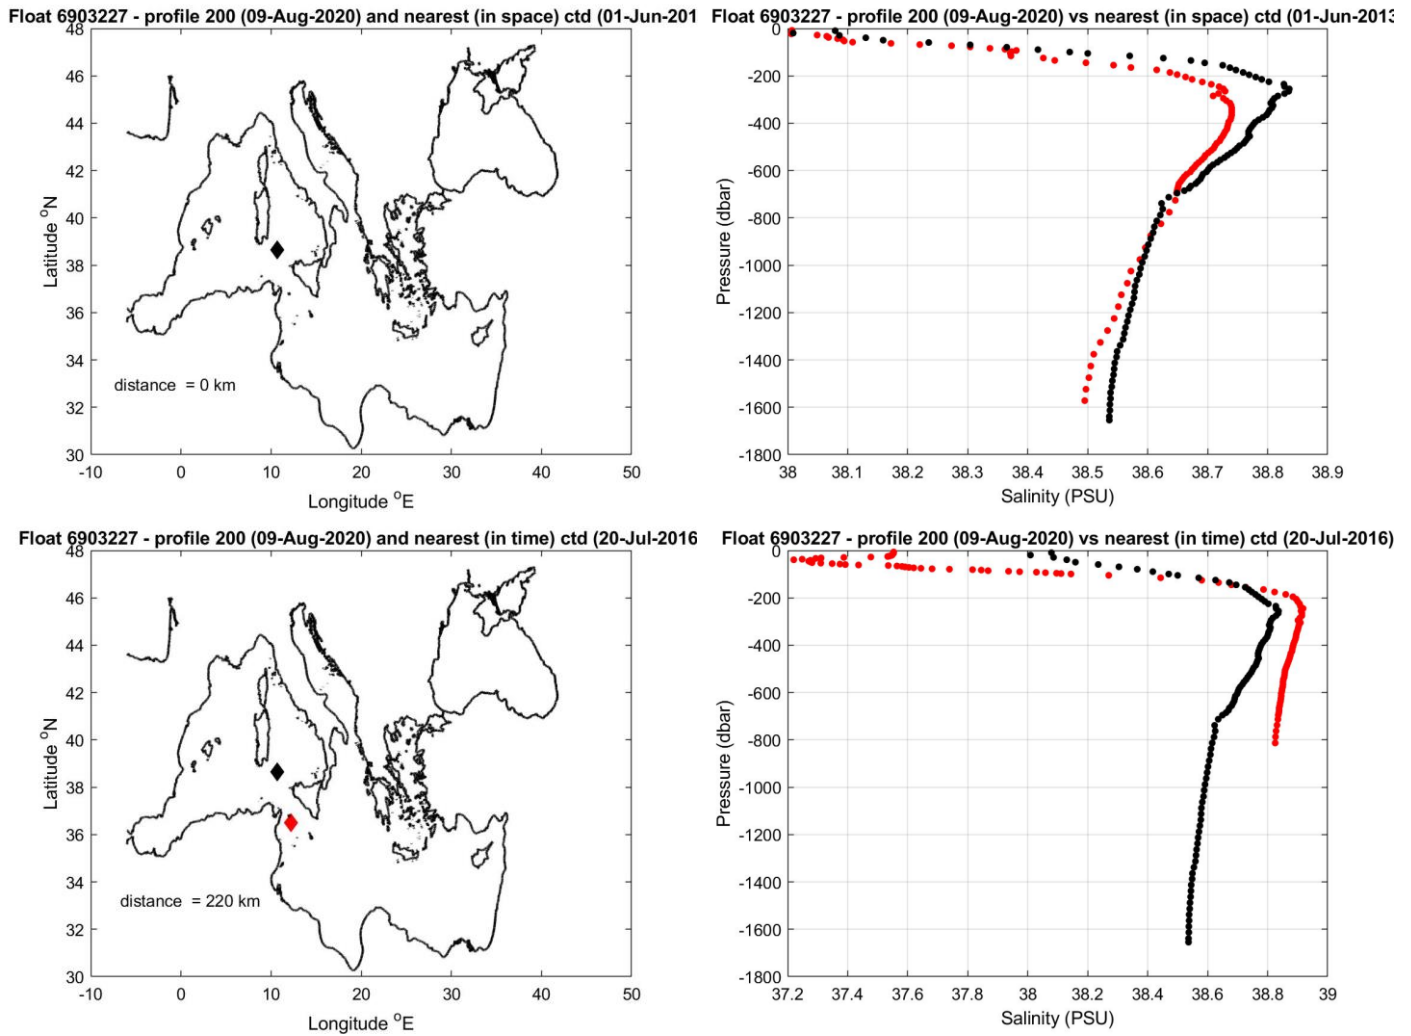 Float 6903227 - profile 200 (09-Aug-2020) and nearest (in space) ctd (01-Jun-201
48
46
44
42
40
38
36
34
32
30
Latitude °N
distance = 0 km
-10 0 10 20 30 40 50
Longitude °E
Float 6903227 - profile 200 (09-Aug-2020) vs nearest (in space) ctd (01-Jun-2013
0
-200
-400
-600
-800
-1000
-1200
-1400
-1600
-1800
Pressure (dbar)
38 38.1 38.2 38.3 38.4 38.5 38.6 38.7 38.8 38.9
Salinity (PSU)
Float 6903227 - profile 200 (09-Aug-2020) and nearest (in time) ctd (20-Jul-2016
48
46
44
42
40
38
36
34
32
30
Latitude °N
distance = 220 km
-10 0 10 20 30 40 50
Longitude °E
Float 6903227 - profile 200 (09-Aug-2020) vs nearest (in time) ctd (20-Jul-2016)
0
-200
-400
-600
-800
-1000
-1200
-1400
-1600
-1800
Pressure (dbar)
37.2 37.4 37.6 37.8 38 38.2 38.4 38.6 38.8 39
Salinity (PSU)